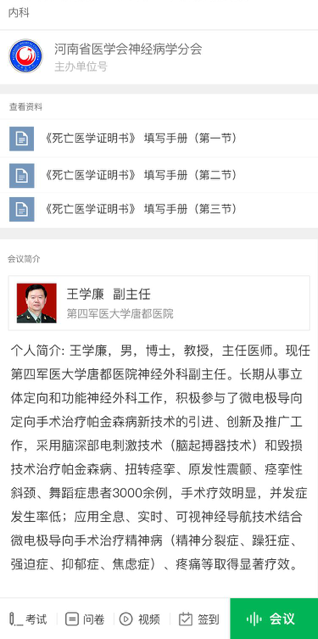 内科
河南省医学会神经病学分会
主办单位号
查看资料
《死亡医学证明书》 填写手册（第一节）
《死亡医学证明书》 填写手册（第二节）
《死亡医学证明书》 填写手册（第三节）
会议简介
王学廉 副主任
第四军医大学唐都医院
个人简介: 王学廉，男，博士，教授，主任医师。现任
第四军医大学唐都医院神经外科副主任。长期从事立
体定向和功能神经外科工作，积极参与了微电极导向
定向手术治疗帕金森病新技术的引进、创新及推广工
作，采用脑深部电刺激技术（脑起搏器技术）和毁损
技术治疗帕金森病、扭转痉挛、原发性震颤、痉挛性
斜颈、舞蹈症患者3000余例，手术疗效明显，并发症
发生率低；应用全息、实时、可视神经导航技术结合
微电极导向手术治疗精神病（精神分裂症、躁狂症、
强迫症、抑郁症、焦虑症）、疼痛等取得显著疗效。
考试 问卷 视频 签到 会议